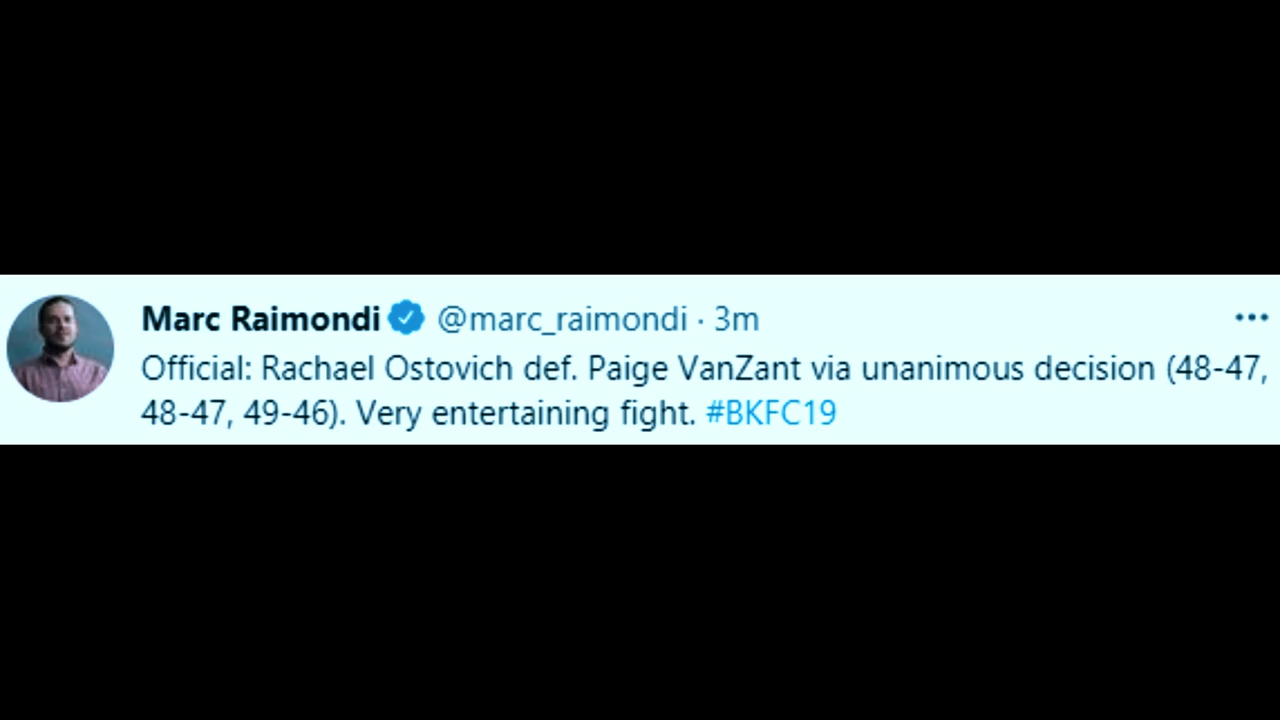 Marc Raimondi @marc_raimondi · 3m
Official: Rachael Ostovich def. Paige VanZant via unanimous decision (48-47,
48-47, 49-46). Very entertaining fight. #BKFC19